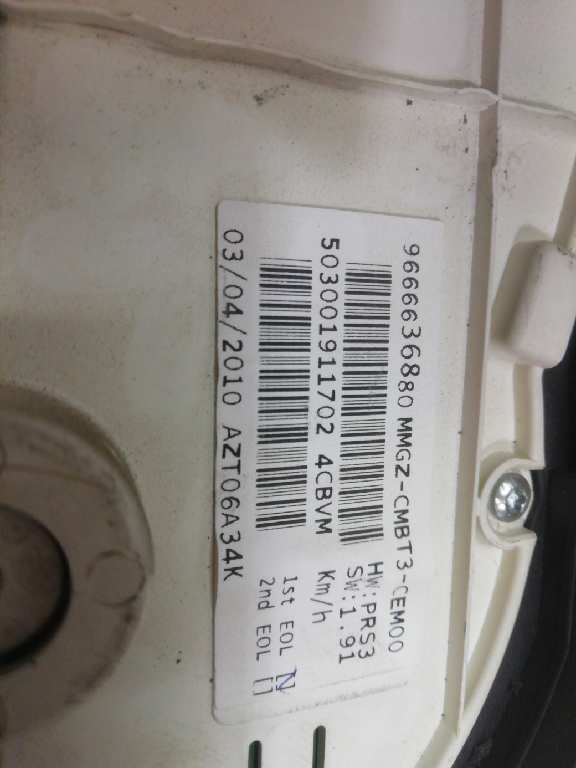 9666636880 MMGZ-CMBT3-CEM00
HW:PRS3
SW:1.91
503001911702 4CBVM Km/h
1st EOL [N]
2nd EOL []
03/04/2010 AZT06A34K